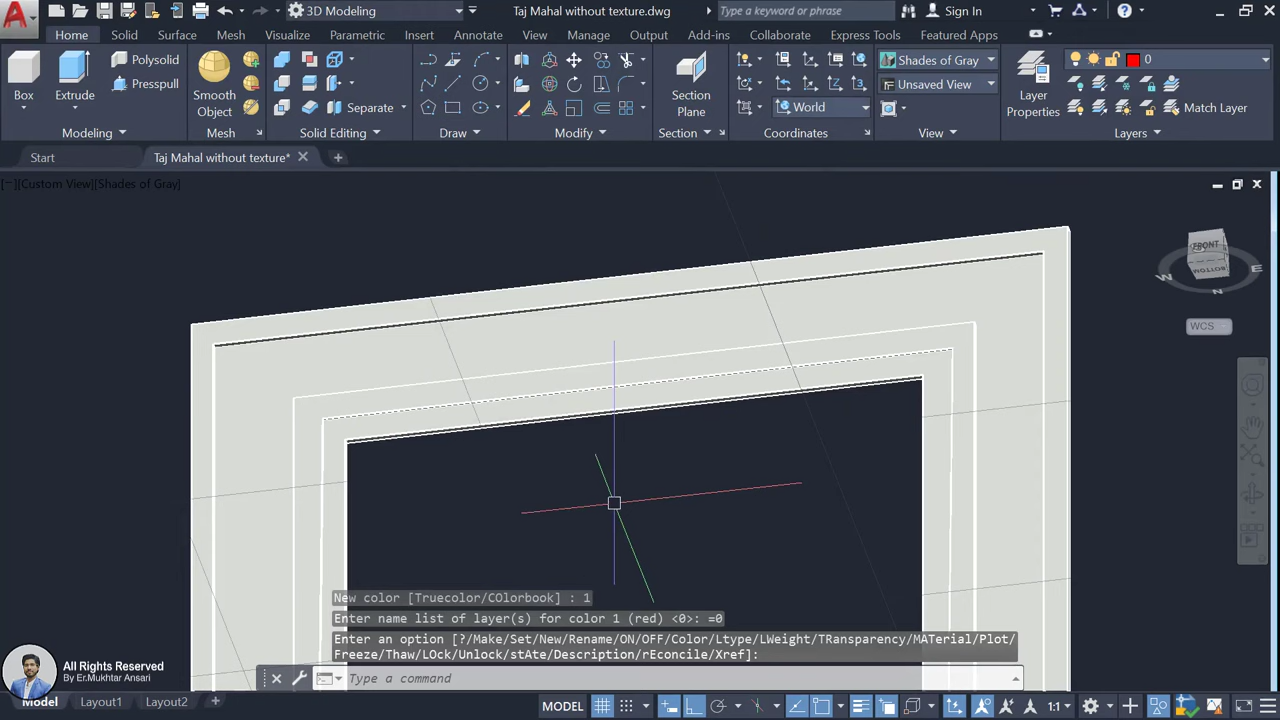 3D Modeling
Taj Mahal without texture.dwg
Type a keyword or phrase
Sign In
Home
Solid
Surface
Mesh
Visualize
Parametric
Insert
Annotate
View
Manage
Output
Add-ins
Collaborate
Express Tools
Featured Apps
Box
Extrude
Polysolid
Presspull
Smooth
Object
Separate
Section
Plane
World
Shades of Gray
Unsaved View
Layer
Properties
0
Match Layer
Modeling
Mesh
Solid Editing
Draw
Modify
Section
Coordinates
View
Layers
Start
Taj Mahal without texture*
[−][Custom View][Shades of Gray]
FRONT
BOTTOM
W
E
N
WCS
New color [Truecolor/COlorbook] : 1
Enter name list of layer(s) for color 1 (red) <0>: =0
Enter an option [?/Make/Set/New/Rename/ON/OFF/Color/Ltype/LWeight/TRansparency/MATerial/Plot/
Freeze/Thaw/LOck/Unlock/stAte/Description/rEconcile/Xref]:
Type a command
All Rights Reserved
By Er.Mukhtar Ansari
Model
Layout1
Layout2
MODEL
1:1